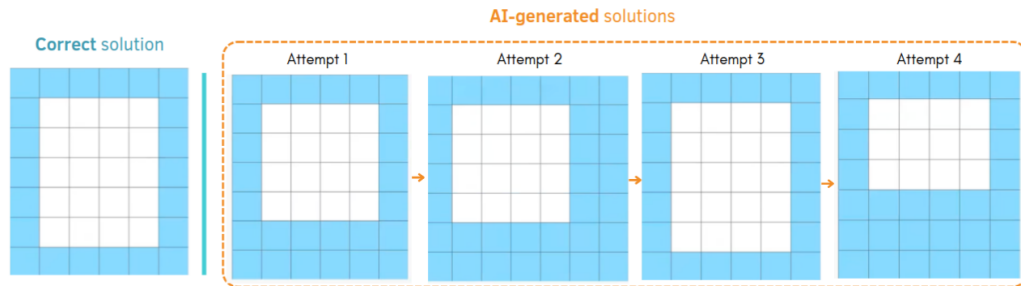 AI-generated solutions
Correct solution
Attempt 1
Attempt 2
Attempt 3
Attempt 4